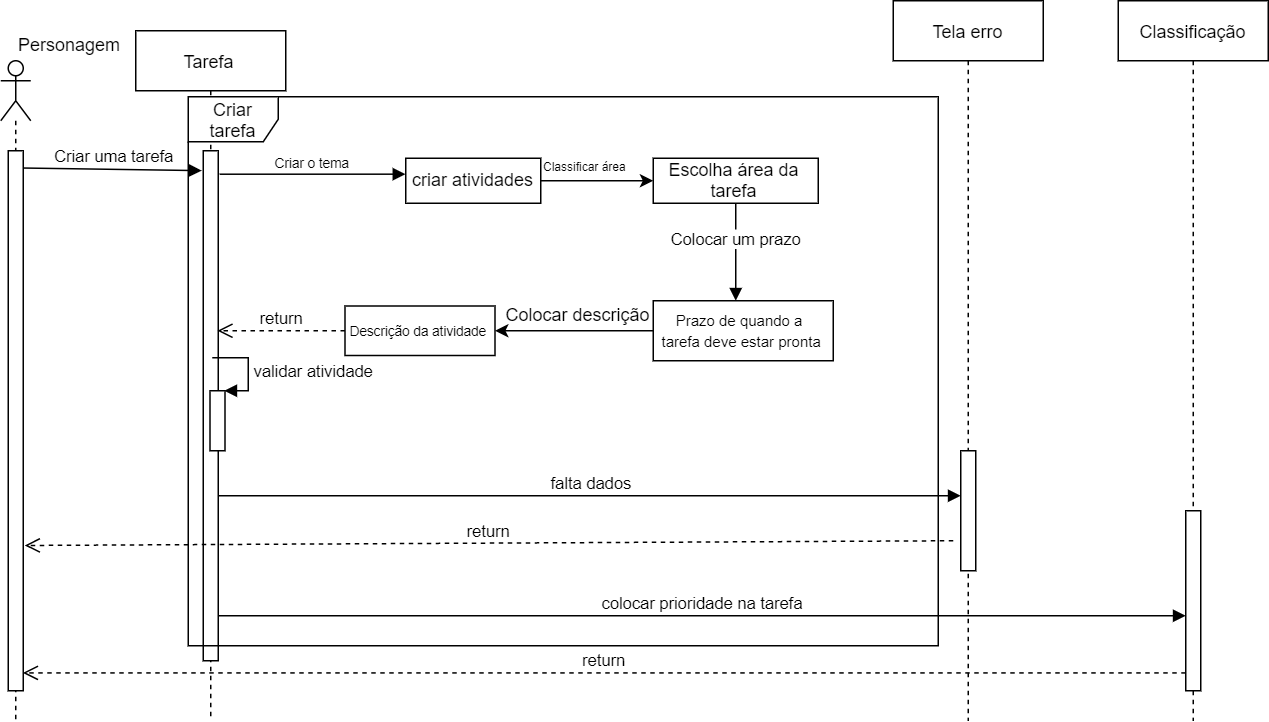 Personagem
Tarefa
Tela erro
Classificação
Criar
tarefa
Criar uma tarefa
Criar o tema
criar atividades
Classificar área
Escolha área da
tarefa
Colocar um prazo
return
Descrição da atividade
Colocar descrição
Prazo de quando a
tarefa deve estar pronta
validar atividade
falta dados
return
colocar prioridade na tarefa
return